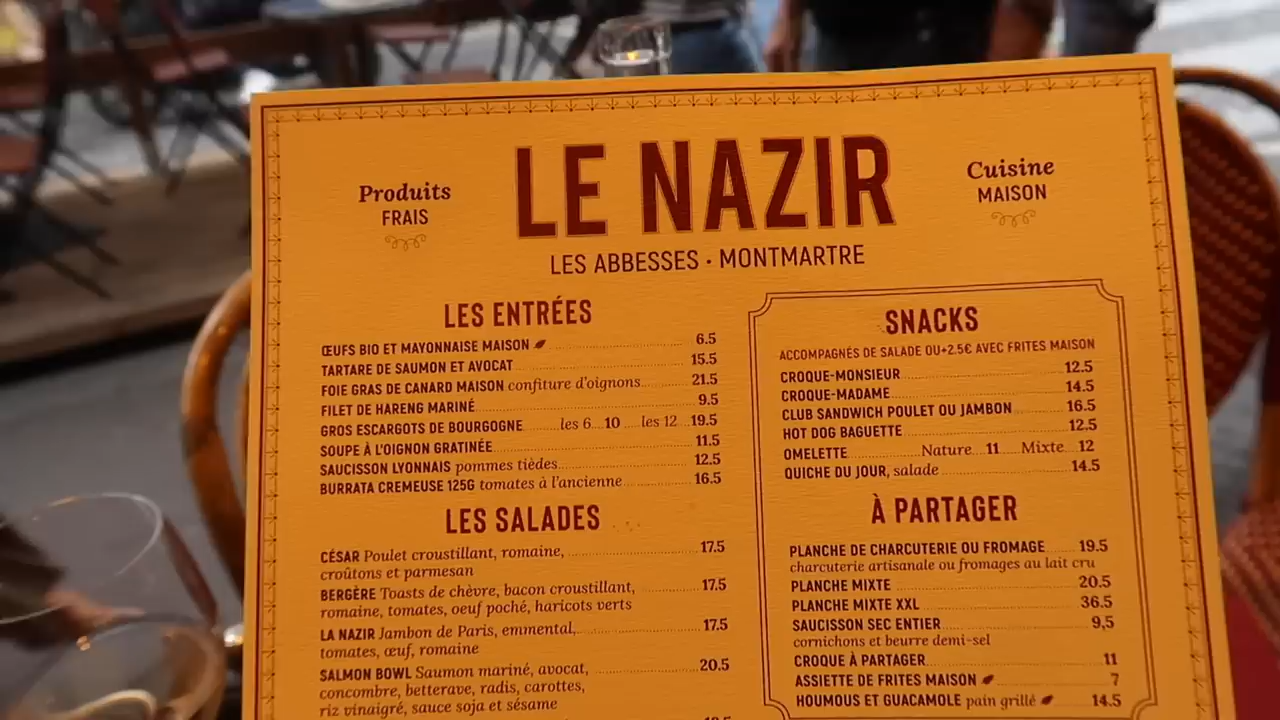 Produits
FRAIS
LE NAZIR
Cuisine
MAISON
LES ABBESSES · MONTMARTRE
LES ENTRÉES
ŒUFS BIO ET MAYONNAISE MAISON 6.5
TARTARE DE SAUMON ET AVOCAT 15.5
FOIE GRAS DE CANARD MAISON confiture d'oignons 21.5
FILET DE HARENG MARINÉ 9.5
GROS ESCARGOTS DE BOURGOGNE les 6 10 les 12 19.5
SOUPE À L'OIGNON GRATINÉE 11.5
SAUCISSON LYONNAIS pommes tièdes 12.5
BURRATA CREMEUSE 125G tomates à l'ancienne 16.5
LES SALADES
CÉSAR Poulet croustillant, romaine, 17.5
croûtons et parmesan
BERGÈRE Toasts de chèvre, bacon croustillant, 17.5
romaine, tomates, oeuf poché, haricots verts
LA NAZIR Jambon de Paris, emmental, 17.5
tomates, œuf, romaine
SALMON BOWL Saumon mariné, avocat, 20.5
concombre, betterave, radis, carottes,
riz vinaigré, sauce soja et sésame
SNACKS
ACCOMPAGNÉS DE SALADE OU+2.5€ AVEC FRITES MAISON
CROQUE-MONSIEUR 12.5
CROQUE-MADAME 14.5
CLUB SANDWICH POULET OU JAMBON 16.5
HOT DOG BAGUETTE 12.5
OMELETTE Nature 11 Mixte 12
QUICHE DU JOUR, salade 14.5
À PARTAGER
PLANCHE DE CHARCUTERIE OU FROMAGE 19.5
charcuterie artisanale ou fromages au lait cru
PLANCHE MIXTE 20.5
PLANCHE MIXTE XXL 36.5
SAUCISSON SEC ENTIER 9,5
cornichons et beurre demi-sel
CROQUE À PARTAGER 11
ASSIETTE DE FRITES MAISON 7
HOUMOUS ET GUACAMOLE pain grillé 14.5